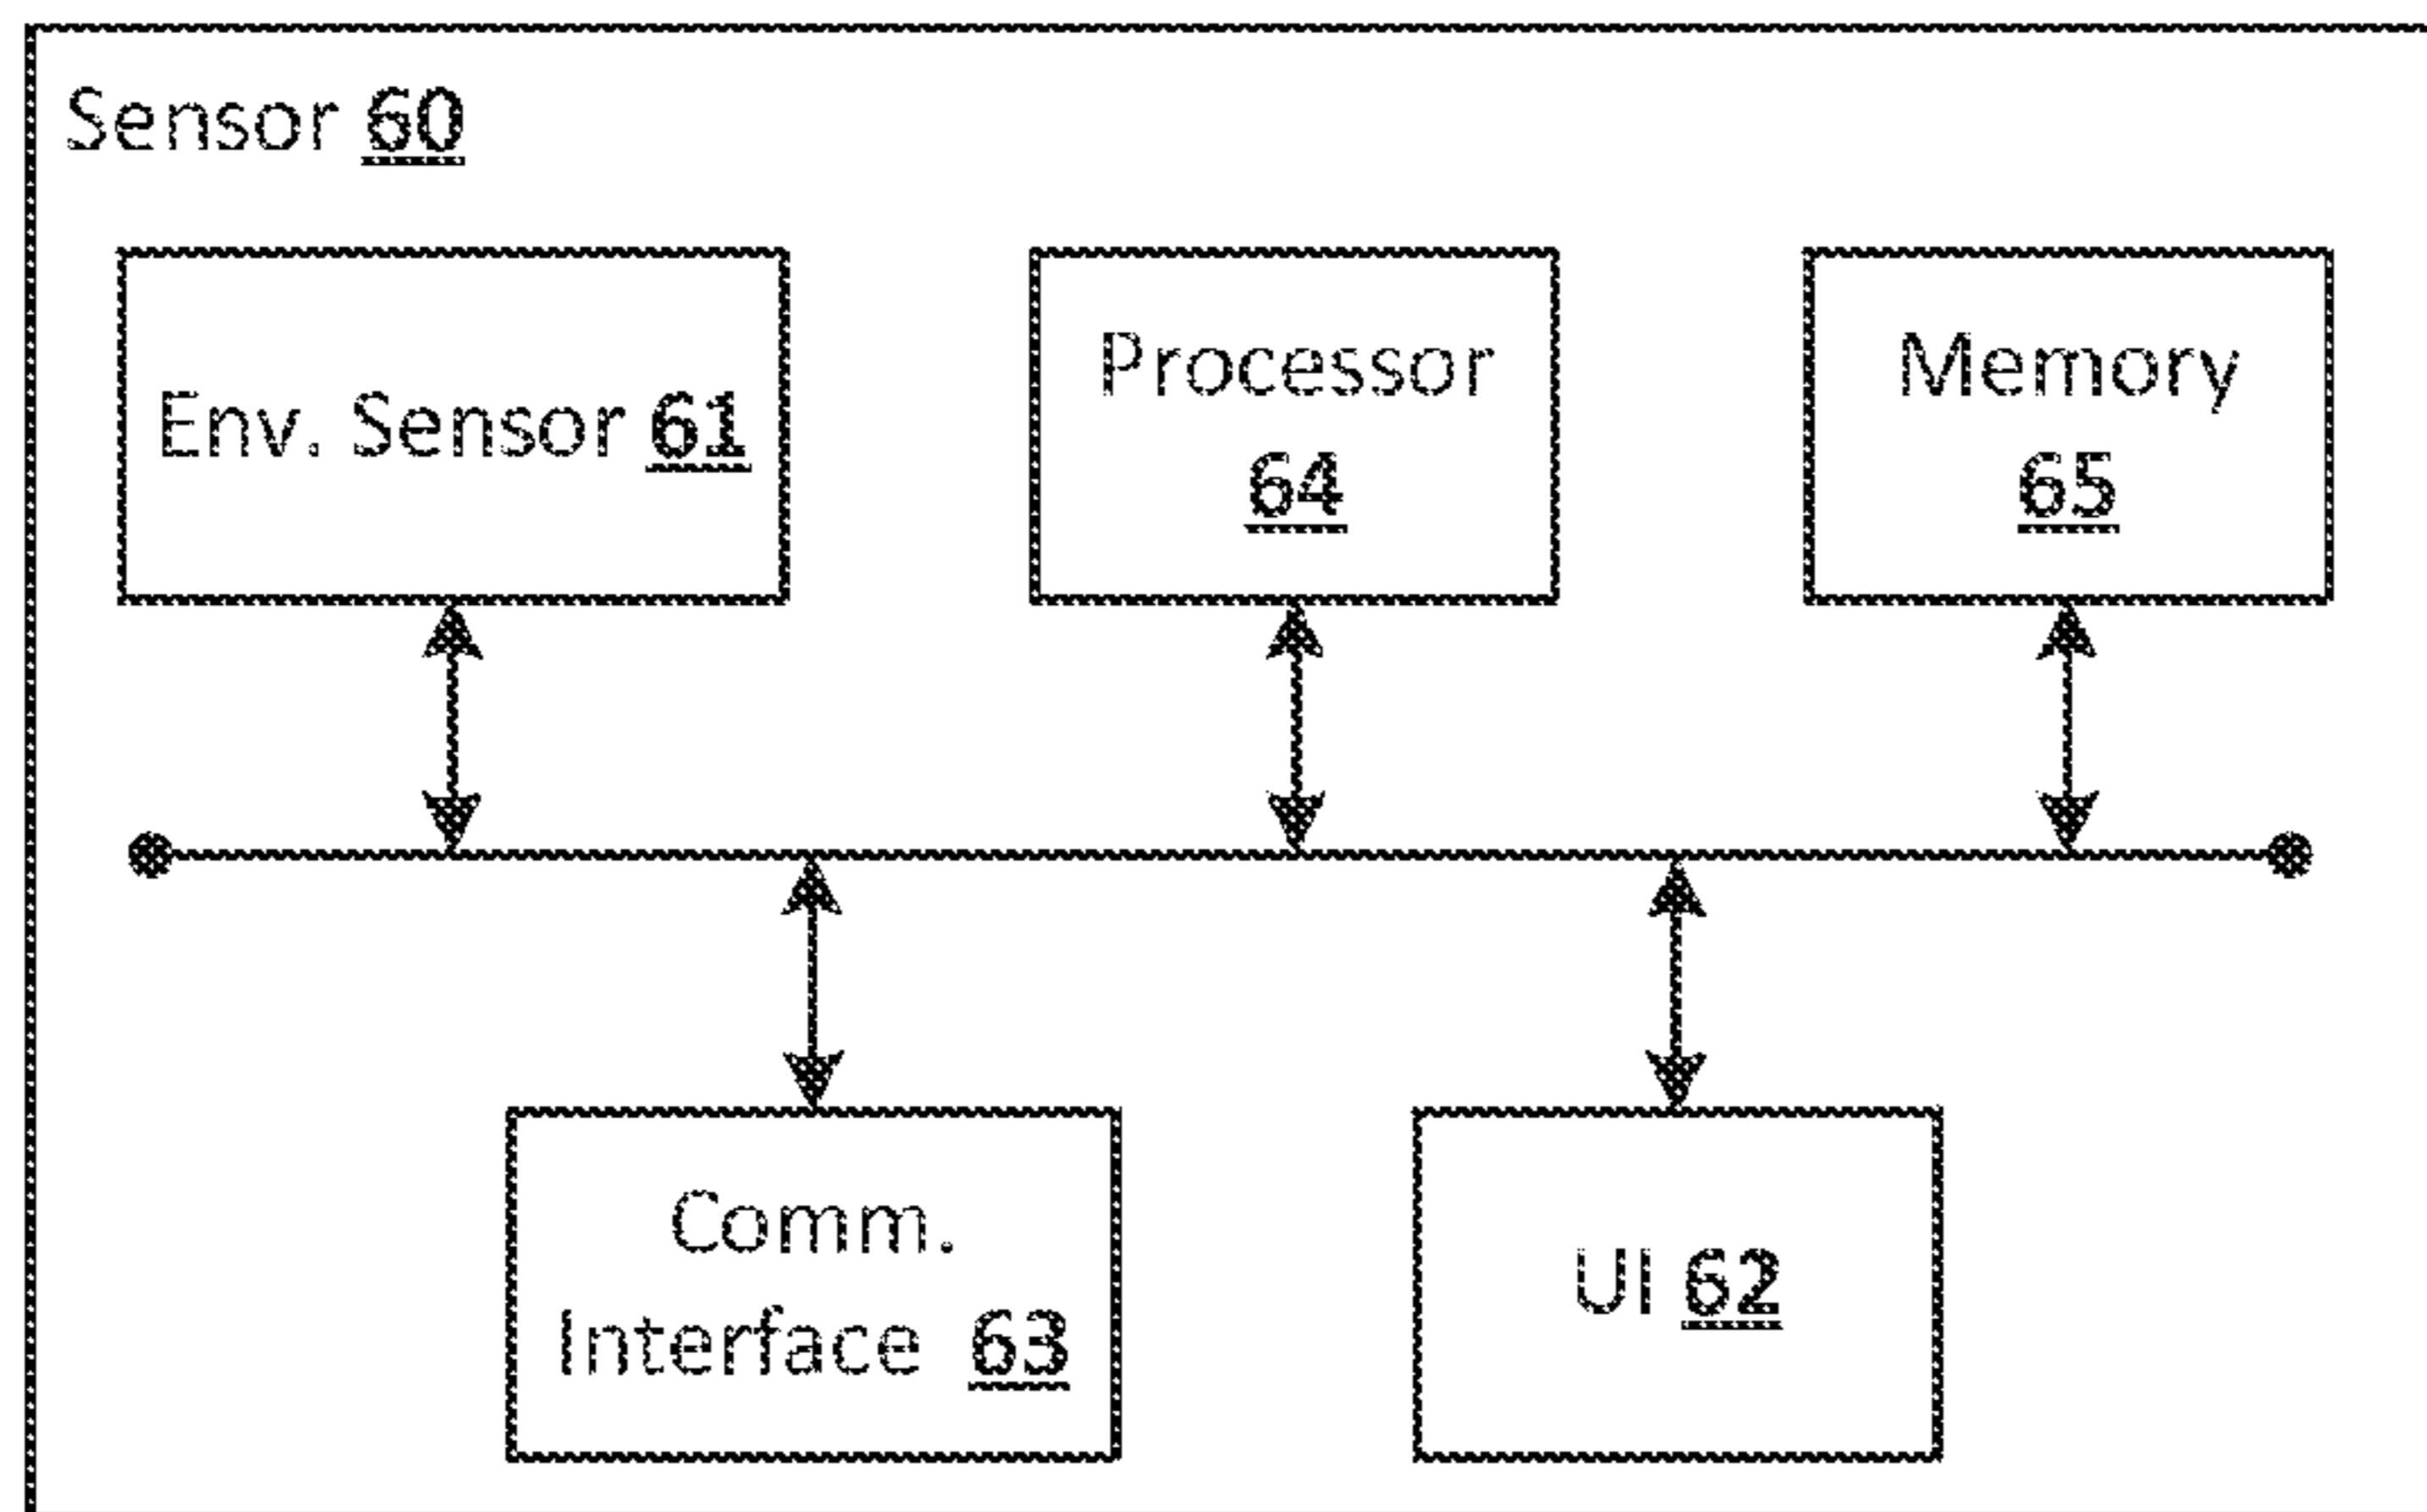 Sensor 60
Env. Sensor 61
Processor
64
Memory
65
Comm.
Interface 63
UI 62